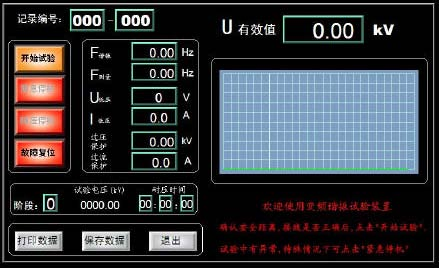 记录编号: 000 - 000
U 有效值 0.00 kV
开始试验
故障复位
F谐振 0.00 Hz
F测量 0.00 Hz
U低压 0 V
I低压 0.0 A
过压保护 0.00 kV
过流保护 0.0 A
试验电压(kV) 耐压时间
阶段: 0 0000.00 00:00:00
打印数据 保存数据 退出
欢迎使用变频谐振试验装置
确认安全距离,接线是否正确后,点击"开始试验".
试验中有异常,特殊情况下可点击"紧急停机"